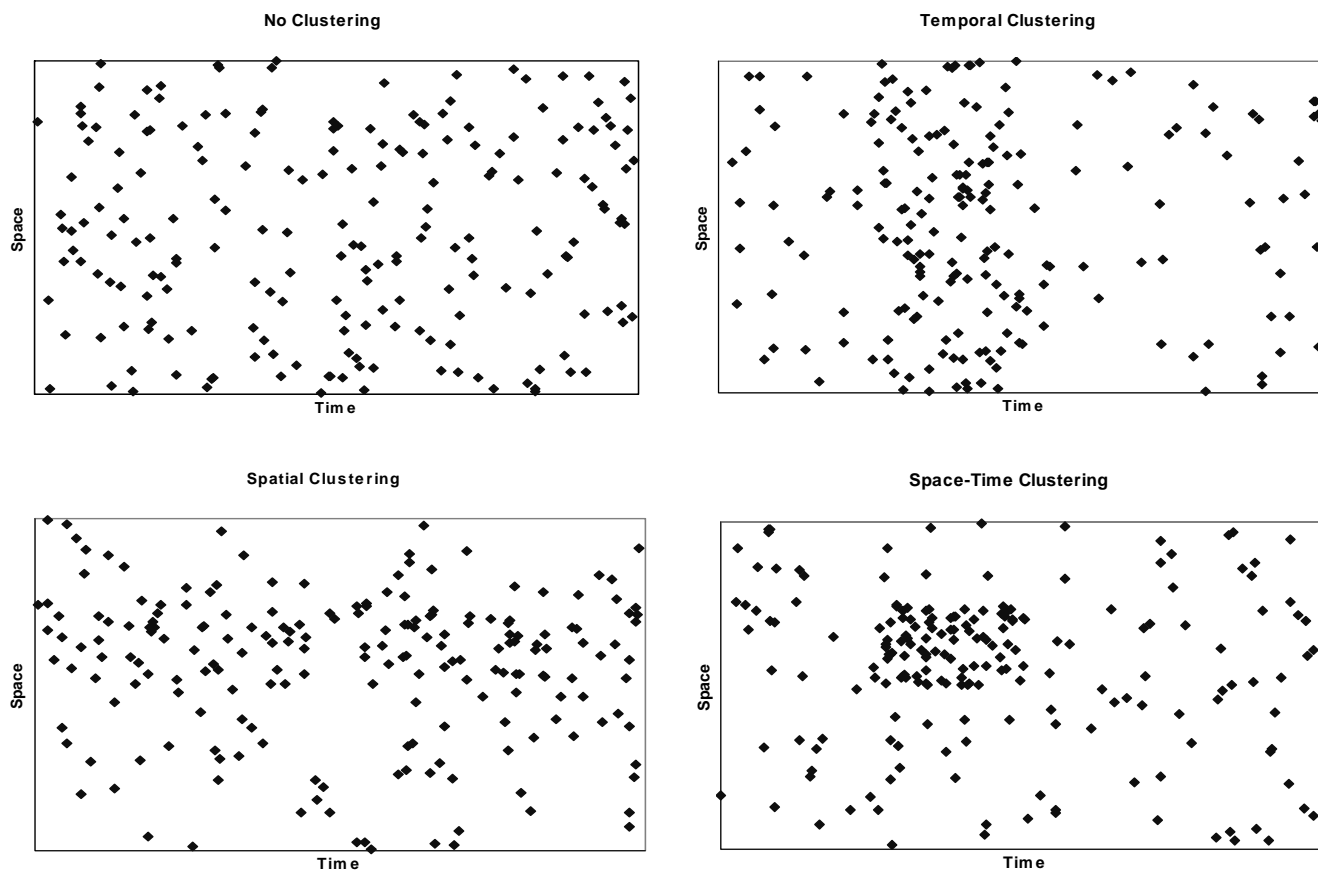 No Clustering
Space
Time
Temporal Clustering
Space
Time
Spatial Clustering
Space
Time
Space-Time Clustering
Space
Time